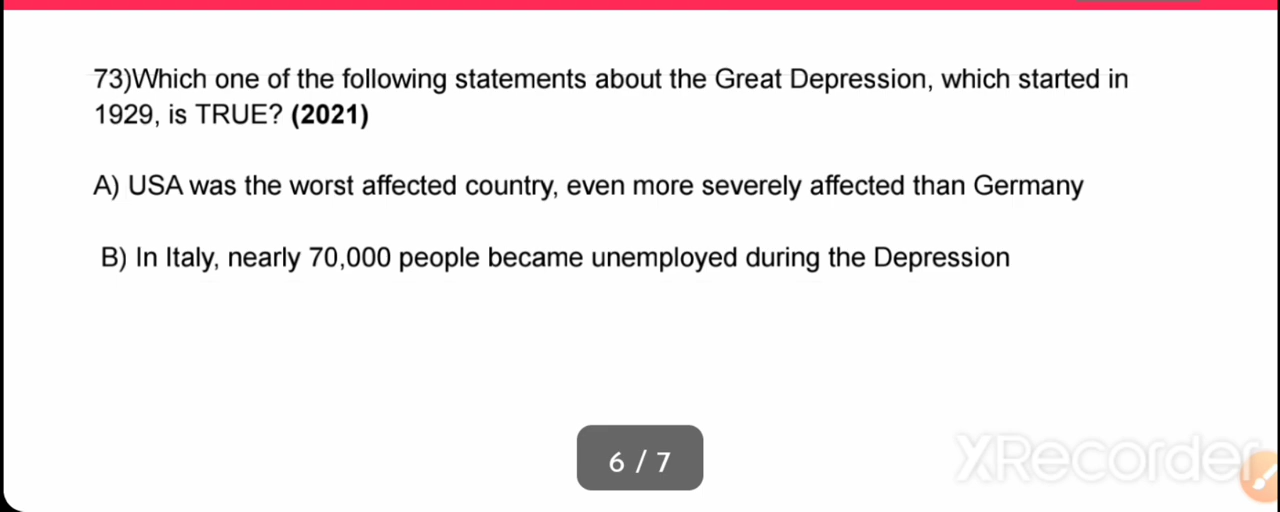 73)Which one of the following statements about the Great Depression, which started in
1929, is TRUE? (2021)
A) USA was the worst affected country, even more severely affected than Germany
B) In Italy, nearly 70,000 people became unemployed during the Depression
6 / 7
XRecorder